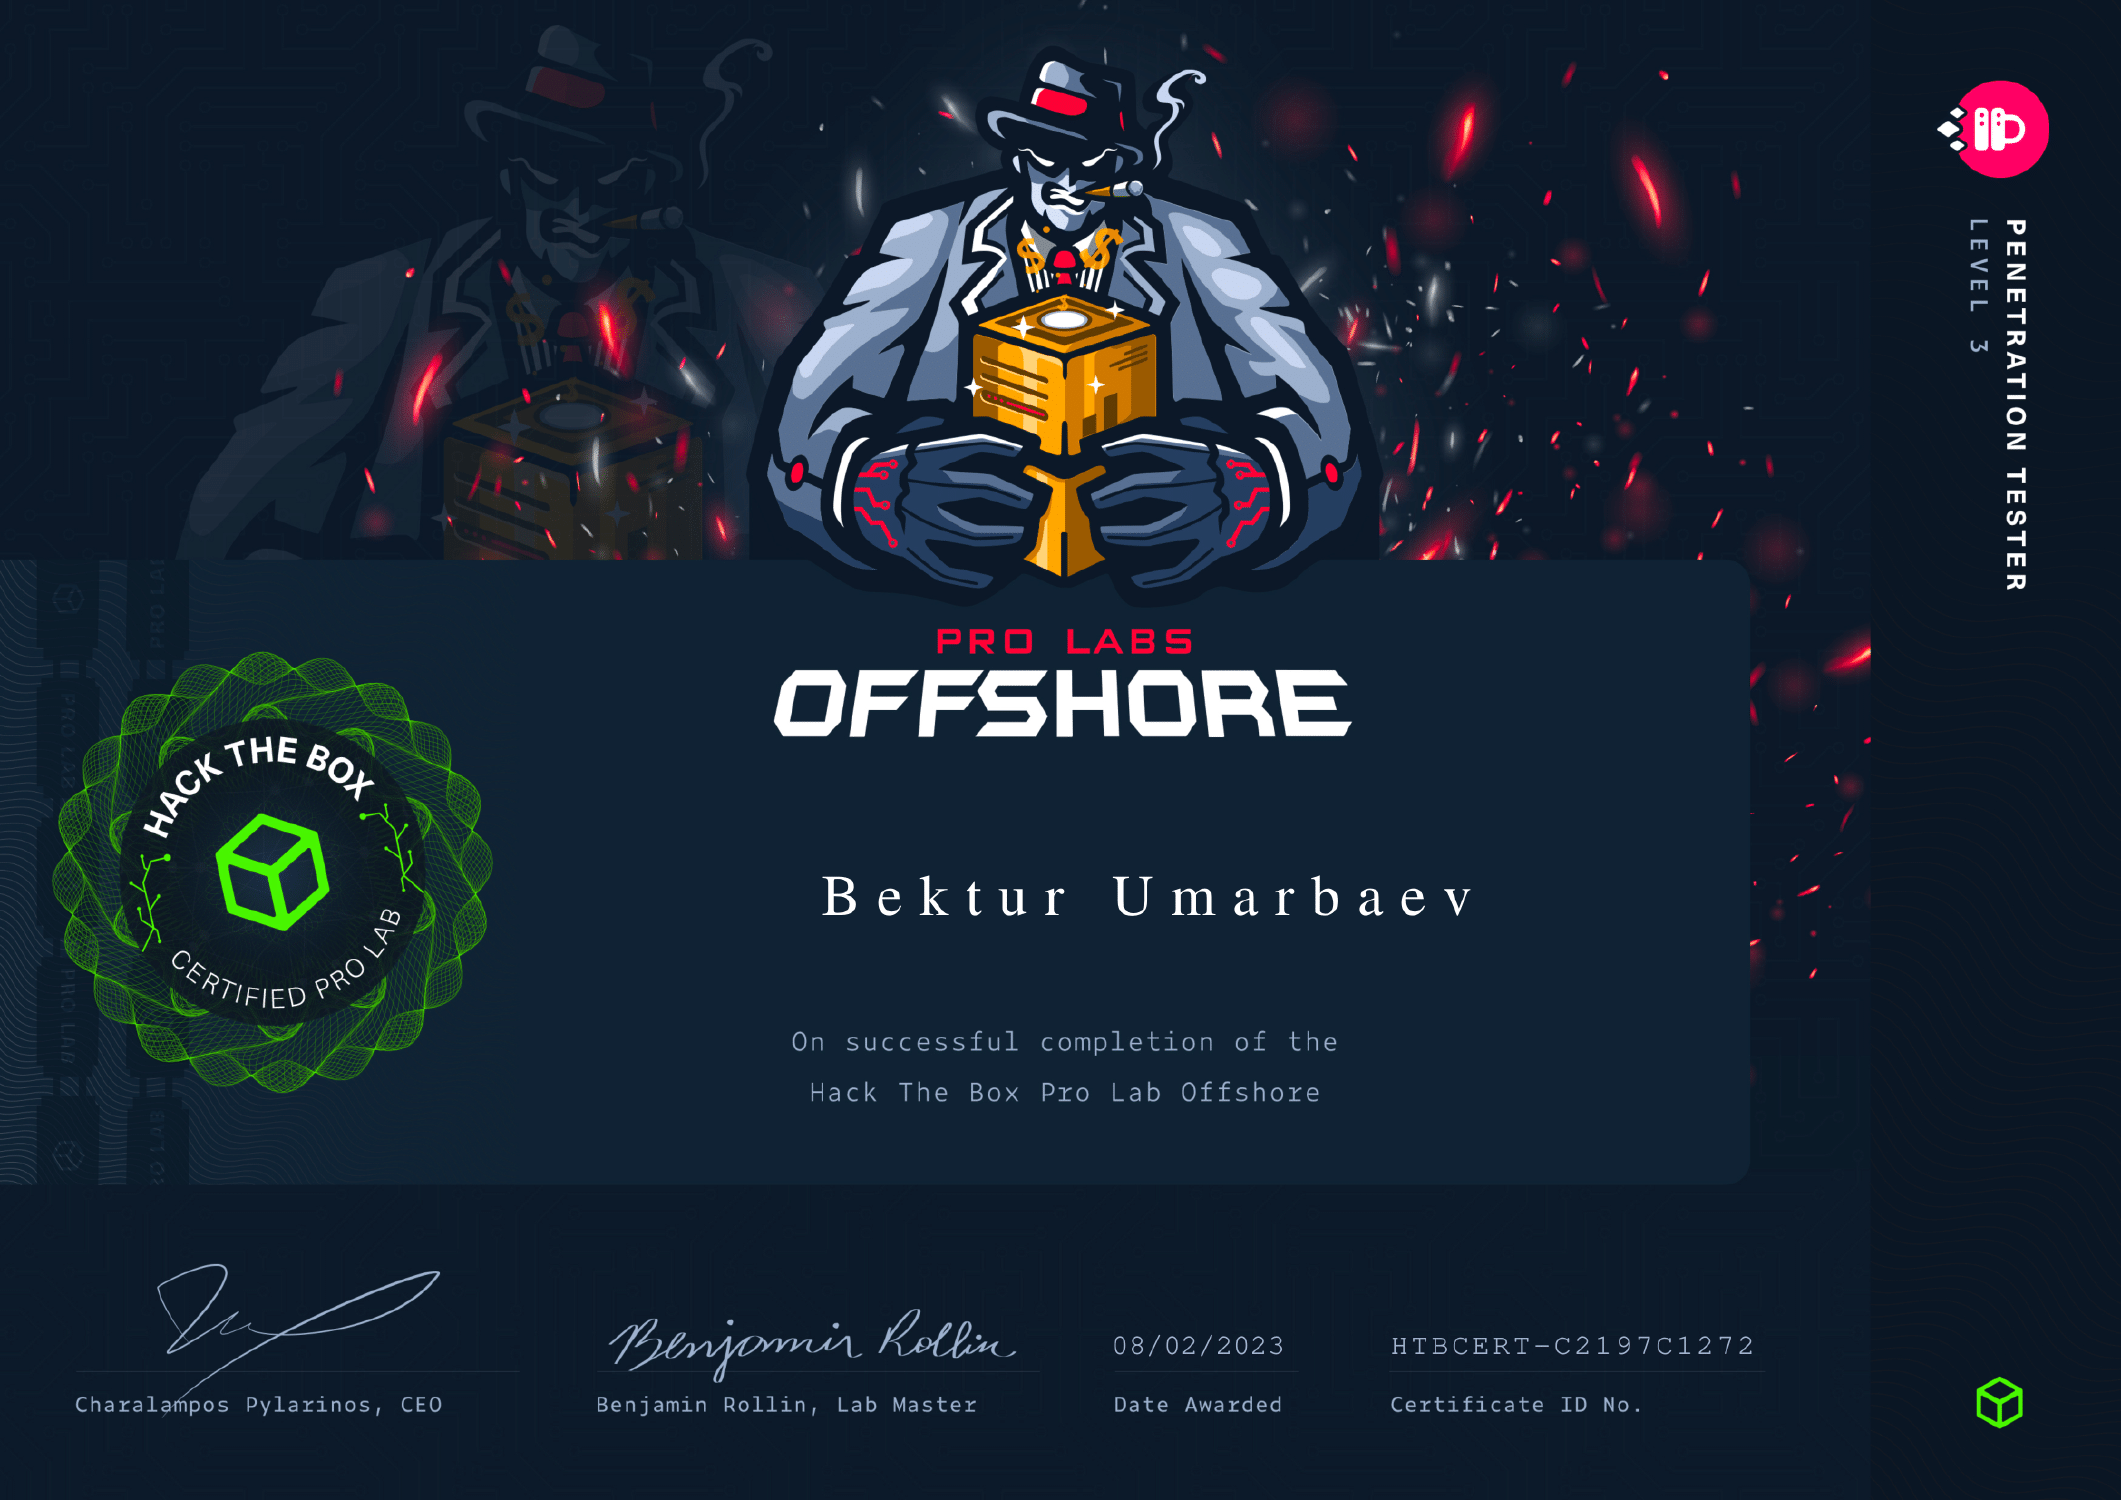 PENETRATION TESTER
LEVEL 3
PRO LABS
OFFSHORE
HACK THE BOX
CERTIFIED PRO LAB
Bektur Umarbaev
On successful completion of the
Hack The Box Pro Lab Offshore
Benjamin Rollin
08/02/2023
HTBCERT-C2197C1272
Charalampos Pylarinos, CEO
Benjamin Rollin, Lab Master
Date Awarded
Certificate ID No.